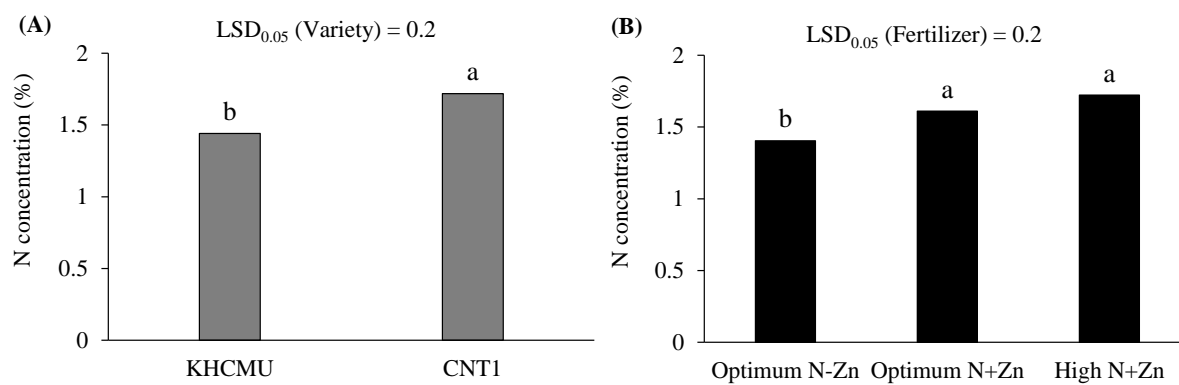 (A)
LSD0.05 (Variety) = 0.2
N concentration (%)
2
1.5
1
0.5
0
b
a
KHCMU
CNT1
(B)
LSD0.05 (Fertilizer) = 0.2
N concentration (%)
2
1.5
1
0.5
0
b
a
a
Optimum N-Zn
Optimum N+Zn
High N+Zn